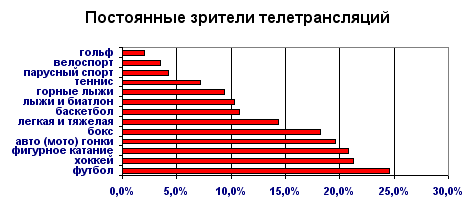 Постоянные зрители телетрансляций
гольф
велоспорт
парусный спорт
теннис
горные лыжи
лыжи и биатлон
баскетбол
легкая и тяжелая
бокс
авто (мото) гонки
фигурное катание
хоккей
футбол
0,0% 5,0% 10,0% 15,0% 20,0% 25,0% 30,0%